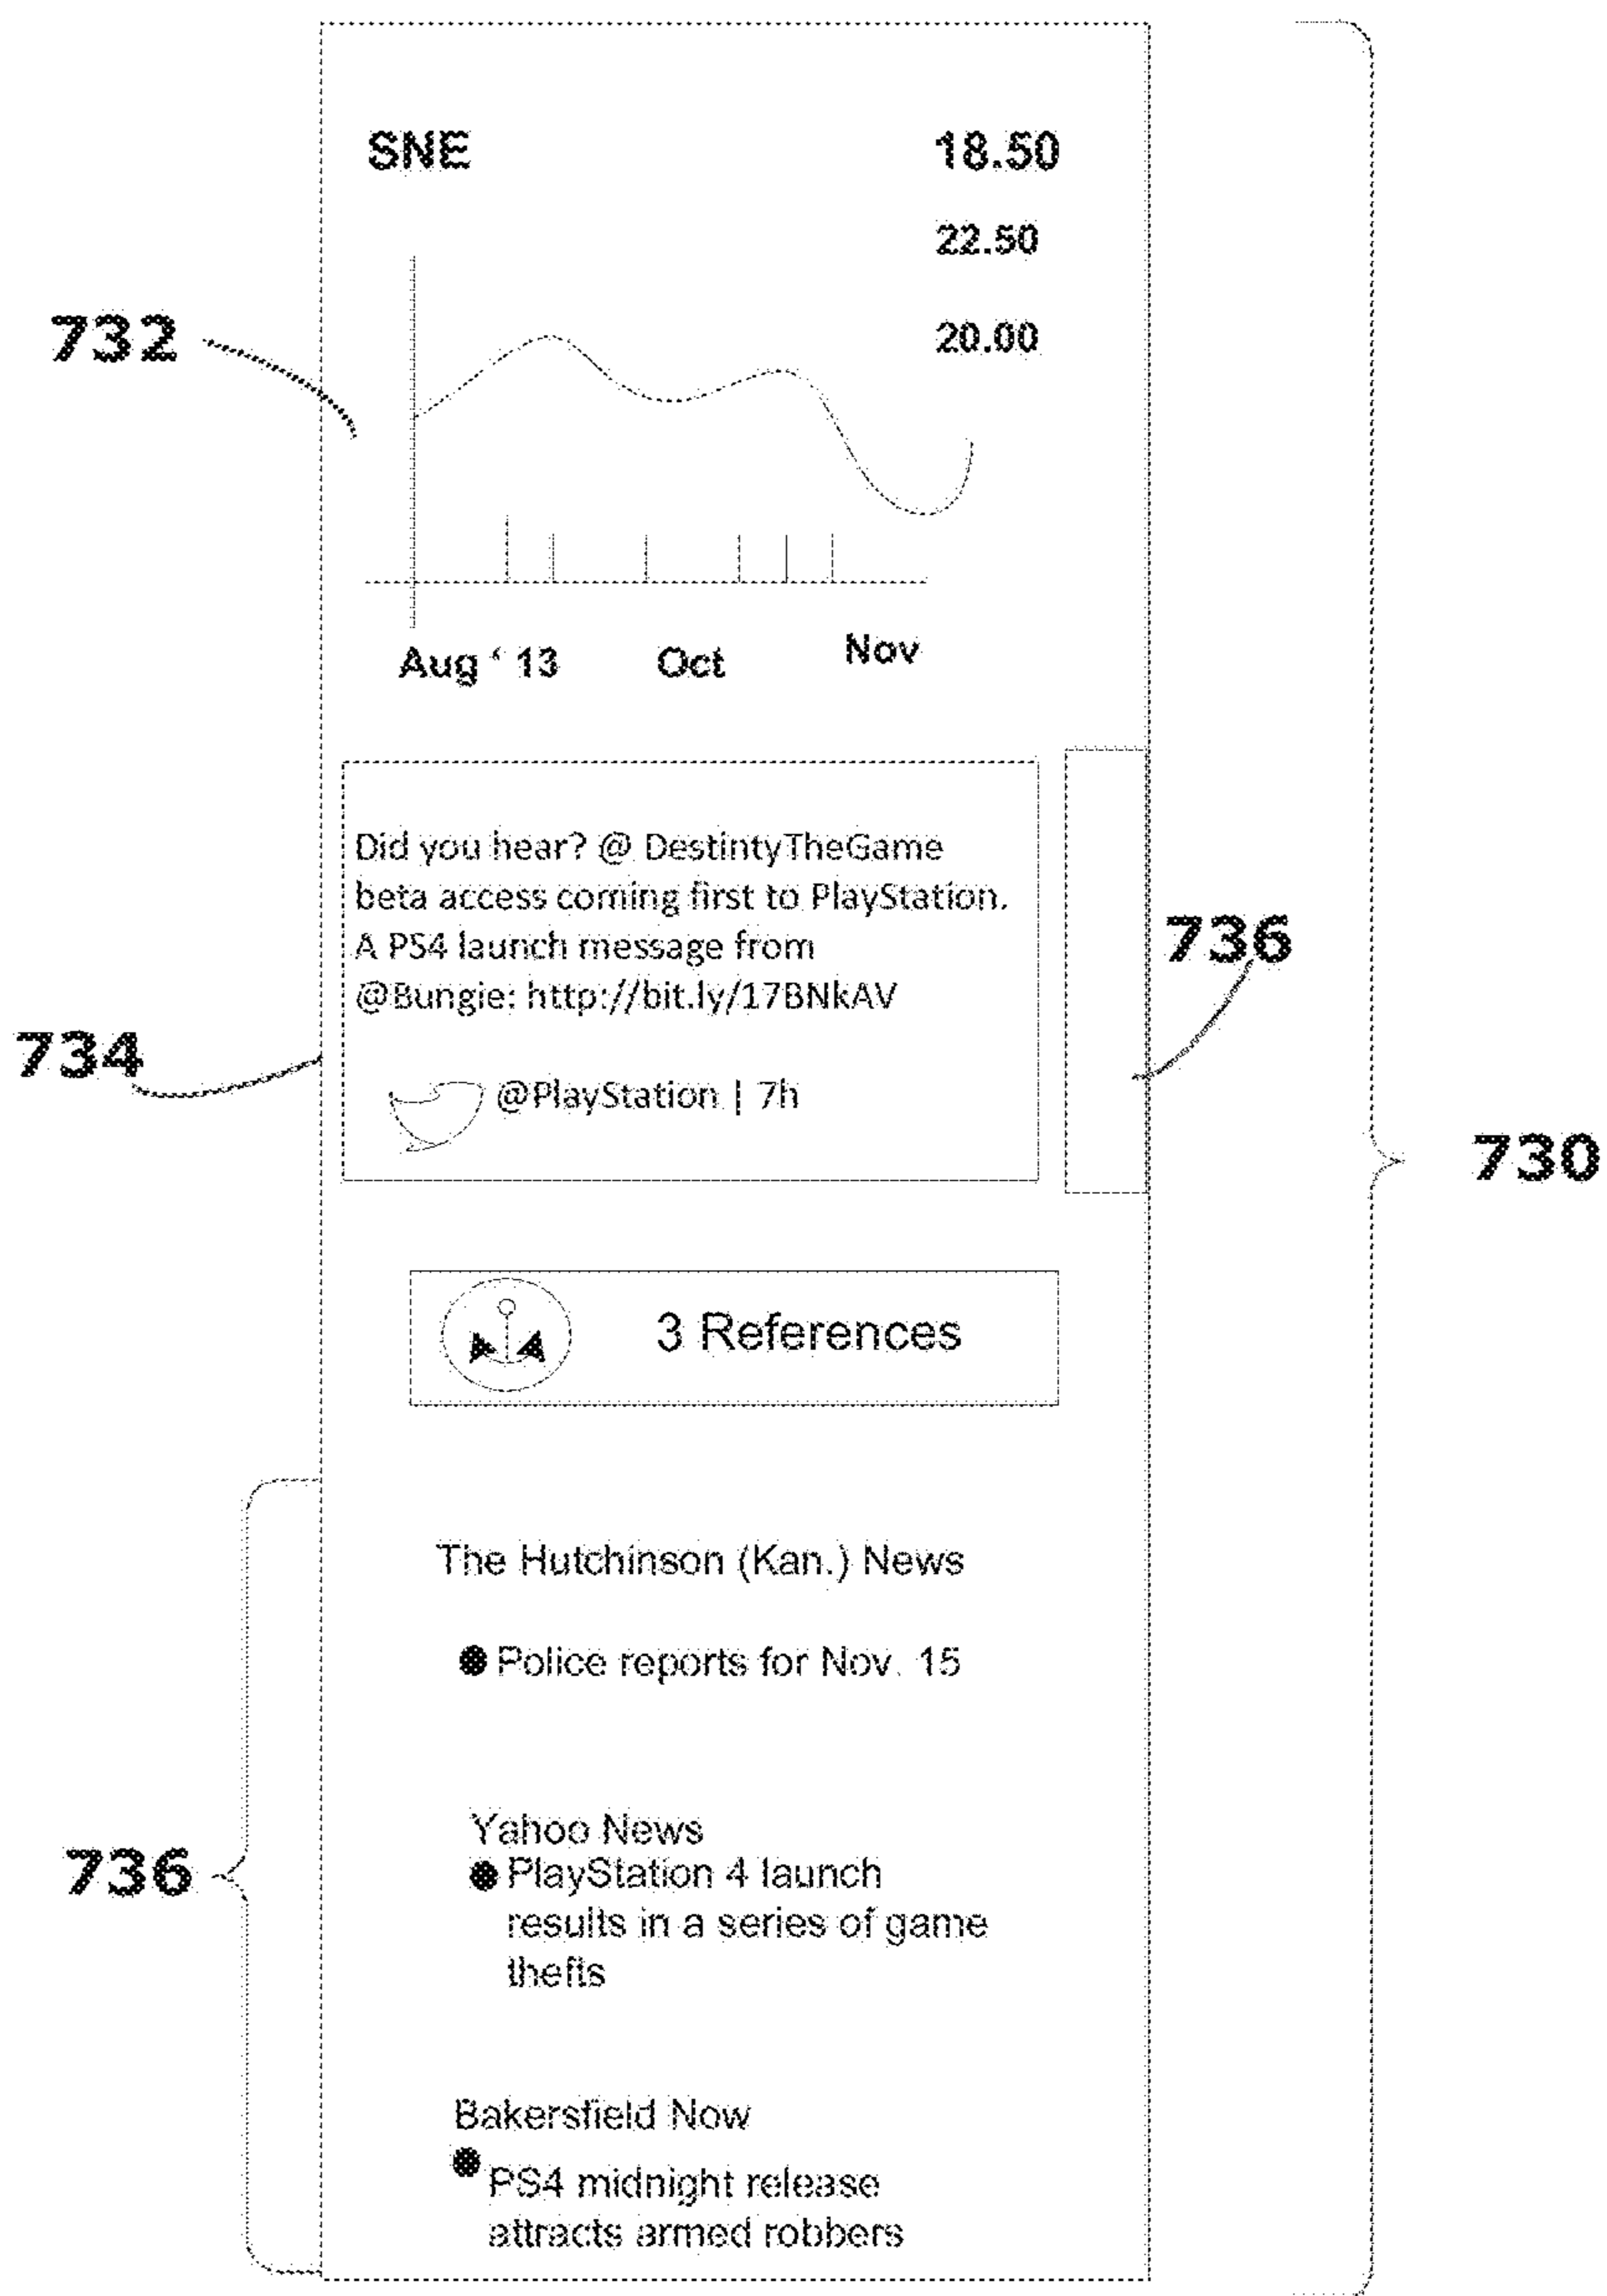 SNE 18.50
22.50
732
20.00
Aug ‘ 13 Oct Nov
Did you hear? @ DestintyTheGame
beta access coming first to PlayStation.
A PS4 launch message from
@Bungie: http://bit.ly/17BNkAV
736
734
@PlayStation | 7h
730
3 References
The Hutchinson (Kan.) News
Police reports for Nov. 15
736
Yahoo News
PlayStation 4 launch
results in a series of game
thefts
Bakersfield Now
PS4 midnight release
attracts armed robbers